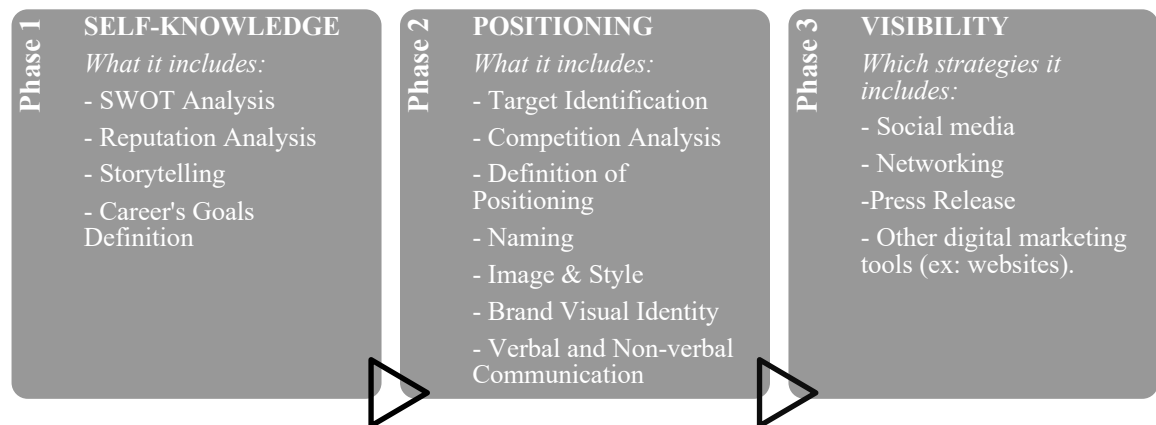 Phase 1
SELF-KNOWLEDGE
What it includes:
- SWOT Analysis
- Reputation Analysis
- Storytelling
- Career's Goals
Definition
Phase 2
POSITIONING
What it includes:
- Target Identification
- Competition Analysis
- Definition of
Positioning
- Naming
- Image & Style
- Brand Visual Identity
- Verbal and Non-verbal
Communication
Phase 3
VISIBILITY
Which strategies it
includes:
- Social media
- Networking
-Press Release
- Other digital marketing
tools (ex: websites).